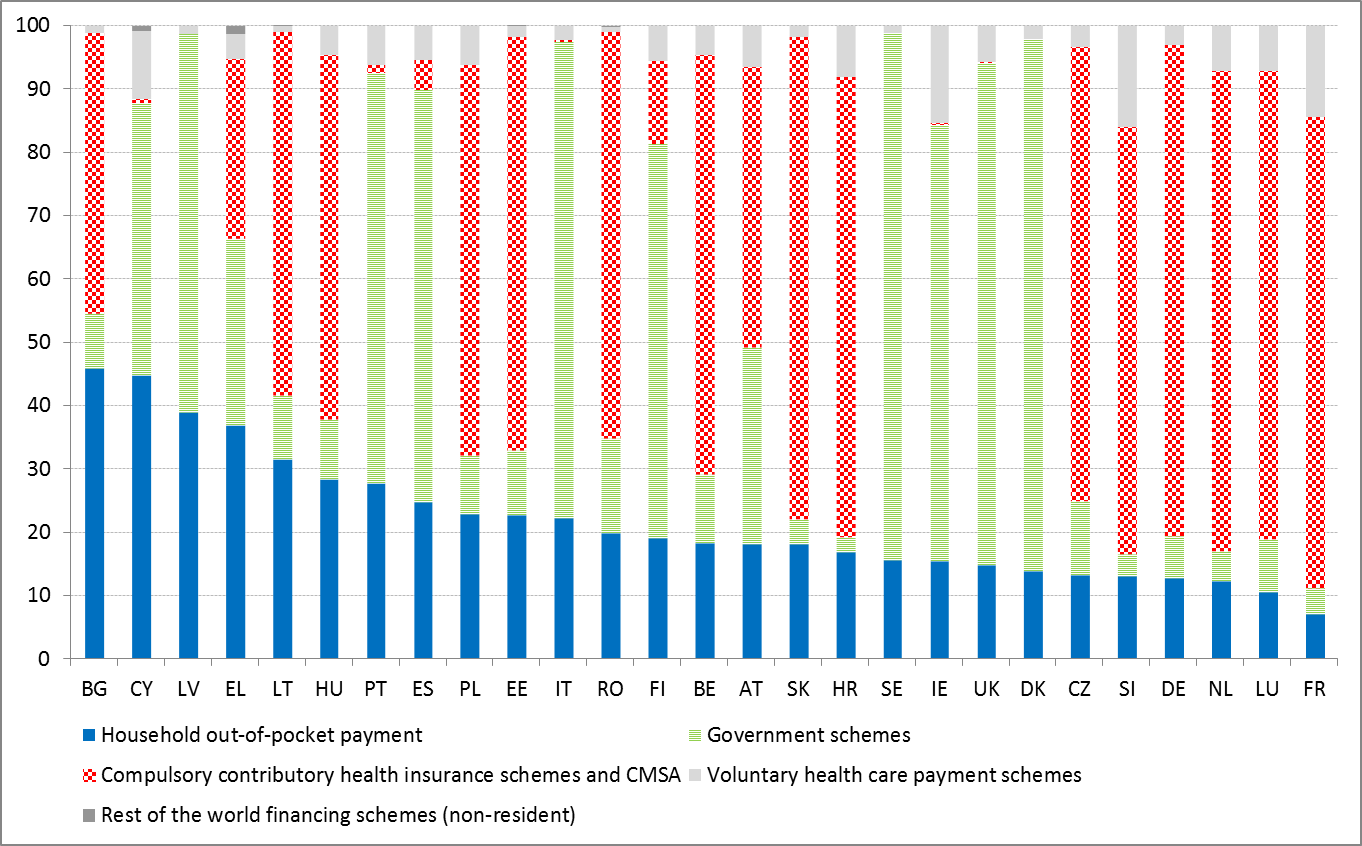 100
90
80
70
60
50
40
30
20
10
0
BG CY LV EL LT HU PT ES PL EE IT RO FI BE AT SK HR SE IE UK DK CZ SI DE NL LU FR
Household out-of-pocket payment Government schemes
Compulsory contributory health insurance schemes and CMSA Voluntary health care payment schemes
Rest of the world financing schemes (non-resident)